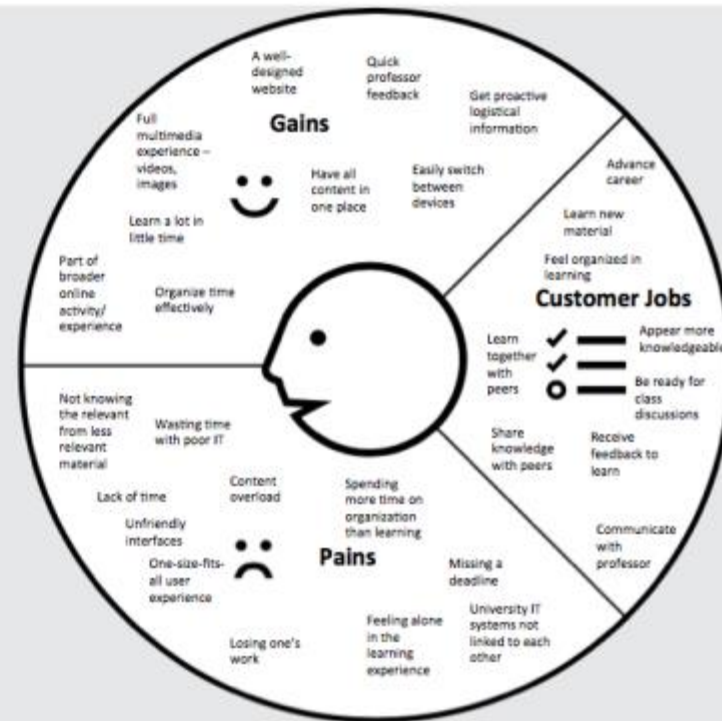 A well-
designed
website
Quick
professor
feedback
Get proactive
logistical
information
Gains
Full
multimedia
experience –
videos,
images
Have all
content in
one place
Easily switch
between
devices
Learn a lot in
little time
Part of
broader
online
activity/
experience
Organize time
effectively
Advance
career
Learn new
material
Feel organized in
learning
Customer Jobs
Learn
together
with
peers
Appear more
knowledgeable
Be ready for
class
discussions
Share
knowledge
with peers
Receive
feedback to
learn
Communicate
with
professor
Not knowing
the relevant
from less
relevant
material
Wasting time
with poor IT
Lack of time
Content
overload
Spending
more time on
organization
than learning
Unfriendly
interfaces
Pains
One-size-fits-
all user
experience
Missing a
deadline
Losing one's
work
Feeling alone
in the
learning
experience
University IT
systems not
linked to each
other